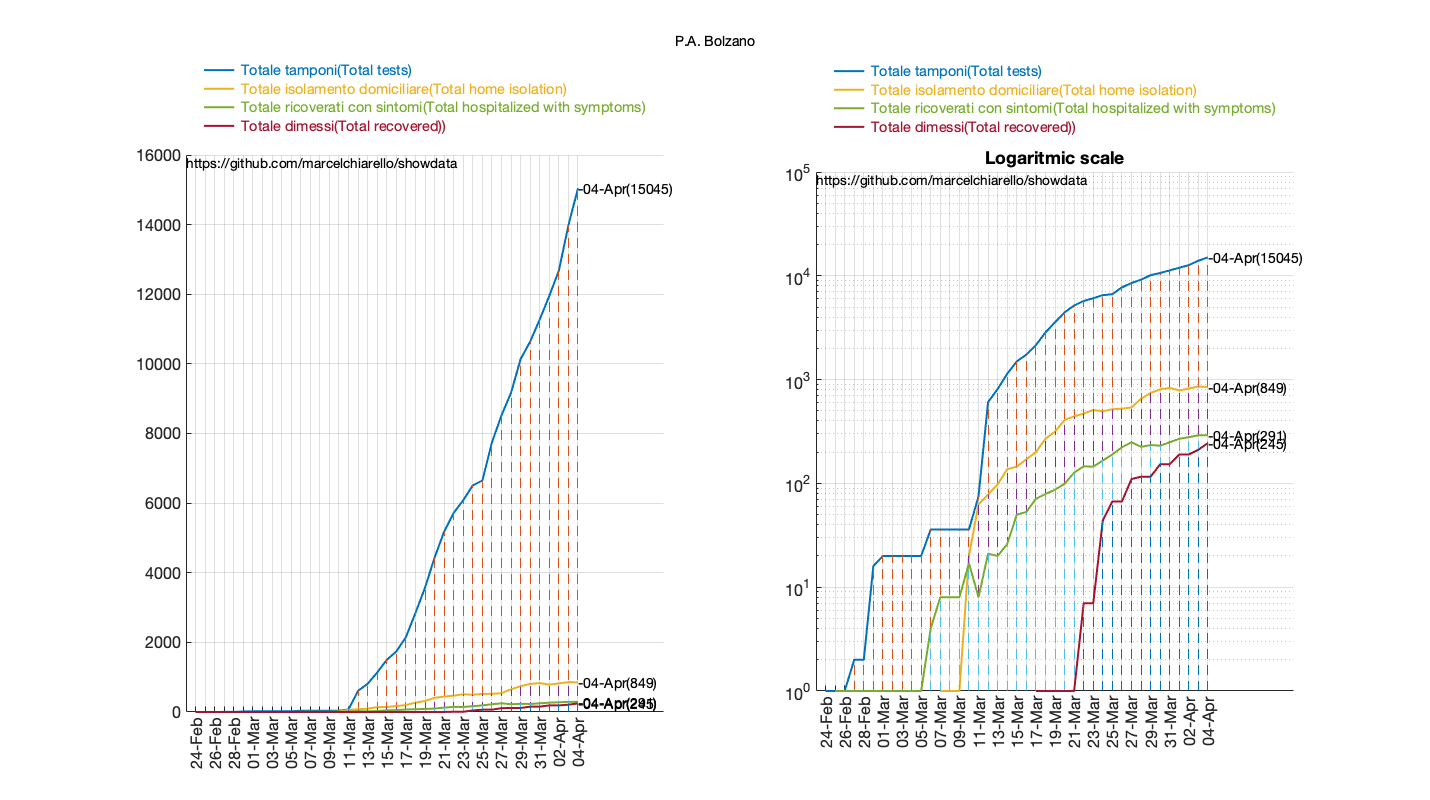 P.A. Bolzano
Totale tamponi(Total tests)
Totale isolamento domiciliare(Total home isolation)
Totale ricoverati con sintomi(Total hospitalized with symptoms)
Totale dimessi(Total recovered))
https://github.com/marcelchiarello/showdata
16000
14000
12000
10000
8000
6000
4000
2000
0
-04-Apr(15045)
-04-Apr(849)
-04-Apr(291)
-04-Apr(245)
24-Feb
26-Feb
28-Feb
01-Mar
03-Mar
05-Mar
07-Mar
09-Mar
11-Mar
13-Mar
15-Mar
17-Mar
19-Mar
21-Mar
23-Mar
25-Mar
27-Mar
29-Mar
31-Mar
02-Apr
04-Apr
Totale tamponi(Total tests)
Totale isolamento domiciliare(Total home isolation)
Totale ricoverati con sintomi(Total hospitalized with symptoms)
Totale dimessi(Total recovered))
Logaritmic scale
https://github.com/marcelchiarello/showdata
10^5
10^4
10^3
10^2
10^1
10^0
-04-Apr(15045)
-04-Apr(849)
-04-Apr(291)
-04-Apr(245)
24-Feb
26-Feb
28-Feb
01-Mar
03-Mar
05-Mar
07-Mar
09-Mar
11-Mar
13-Mar
15-Mar
17-Mar
19-Mar
21-Mar
23-Mar
25-Mar
27-Mar
29-Mar
31-Mar
02-Apr
04-Apr